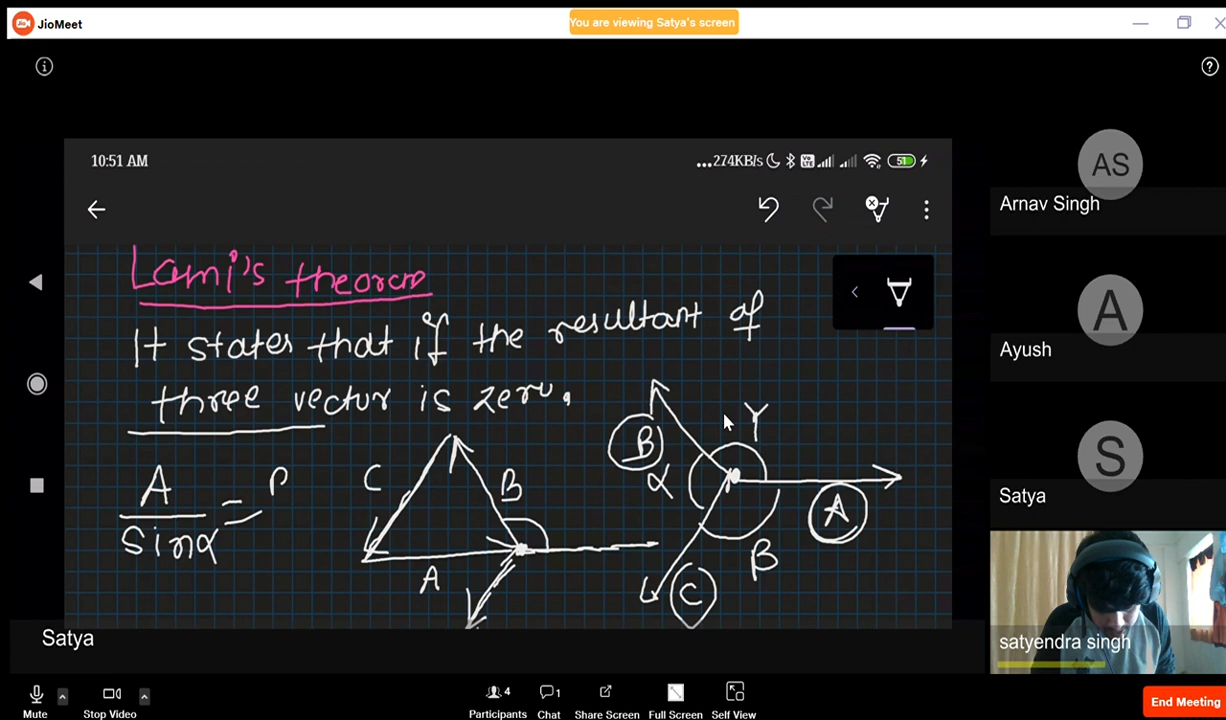 JioMeet
You are viewing Satya's screen
10:51 AM
...274KB/s
51
Lami's theorem
It states that if the resultant of
three vector is zero.
A
sinα
=
C
B
A
B
γ
α
A
β
C
AS
Arnav Singh
A
Ayush
S
Satya
satyendra singh
Satya
Mute
Stop Video
4
Participants
1
Chat
Share Screen
Full Screen
Self View
End Meeting